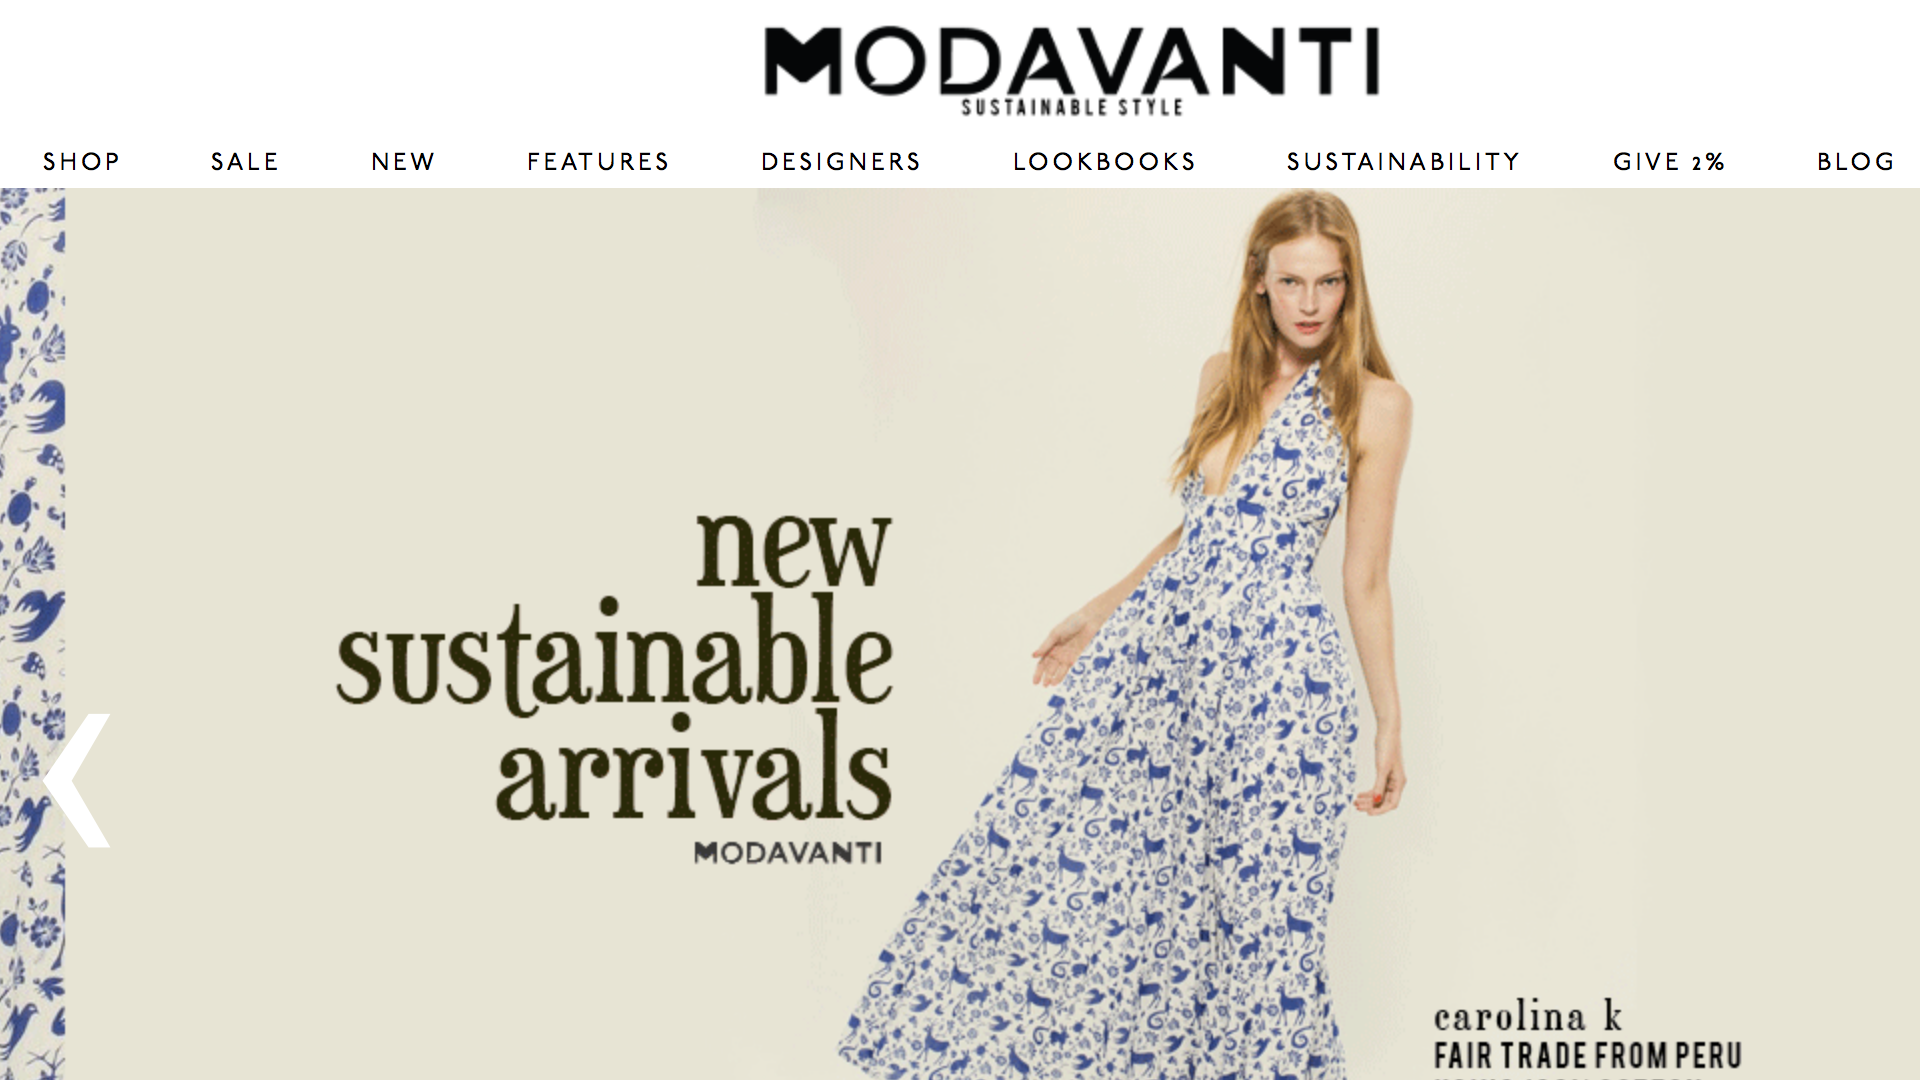 MODAVANTI
SUSTAINABLE STYLE
SHOP SALE NEW FEATURES DESIGNERS LOOKBOOKS SUSTAINABILITY GIVE 2% BLOG
new
sustainable
arrivals
MODAVANTI
carolina k
FAIR TRADE FROM PERU